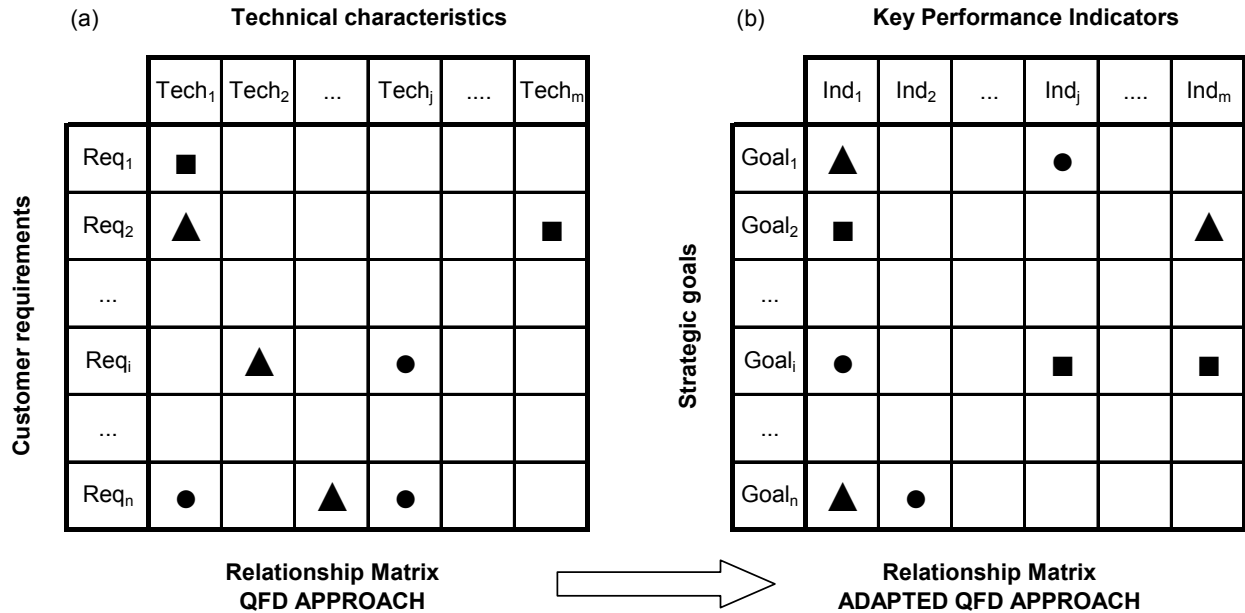 (a) Technical characteristics
Tech₁ Tech₂ ... Techⱼ .... Techₘ
Customer requirements
Req₁
Req₂
...
Reqᵢ
...
Reqₙ
Relationship Matrix
QFD APPROACH
(b) Key Performance Indicators
Ind₁ Ind₂ ... Indⱼ .... Indₘ
Strategic goals
Goal₁
Goal₂
...
Goalᵢ
...
Goalₙ
Relationship Matrix
ADAPTED QFD APPROACH